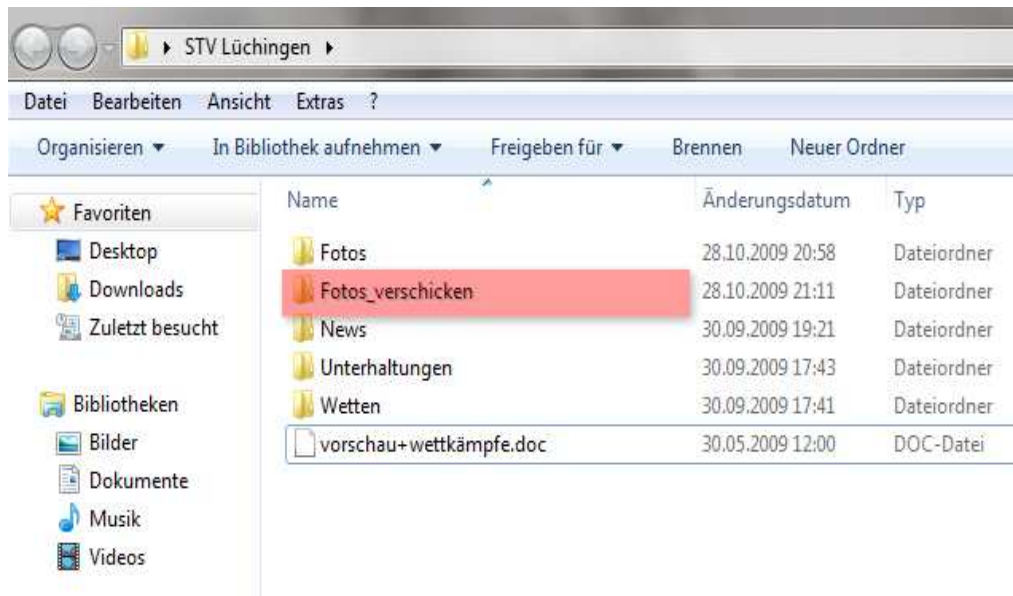 STV Lüchingen
Datei Bearbeiten Ansicht Extras ?
Organisieren In Bibliothek aufnehmen Freigeben für Brennen Neuer Ordner
Favoriten
Desktop
Downloads
Zuletzt besucht
Bibliotheken
Bilder
Dokumente
Musik
Videos
Name Änderungsdatum Typ
Fotos 28.10.2009 20:58 Dateiordner
Fotos_verschicken 28.10.2009 21:11 Dateiordner
News 30.09.2009 19:21 Dateiordner
Unterhaltungen 30.09.2009 17:43 Dateiordner
Wetten 30.09.2009 17:41 Dateiordner
vorschau+wettkämpfe.doc 30.05.2009 12:00 DOC-Datei